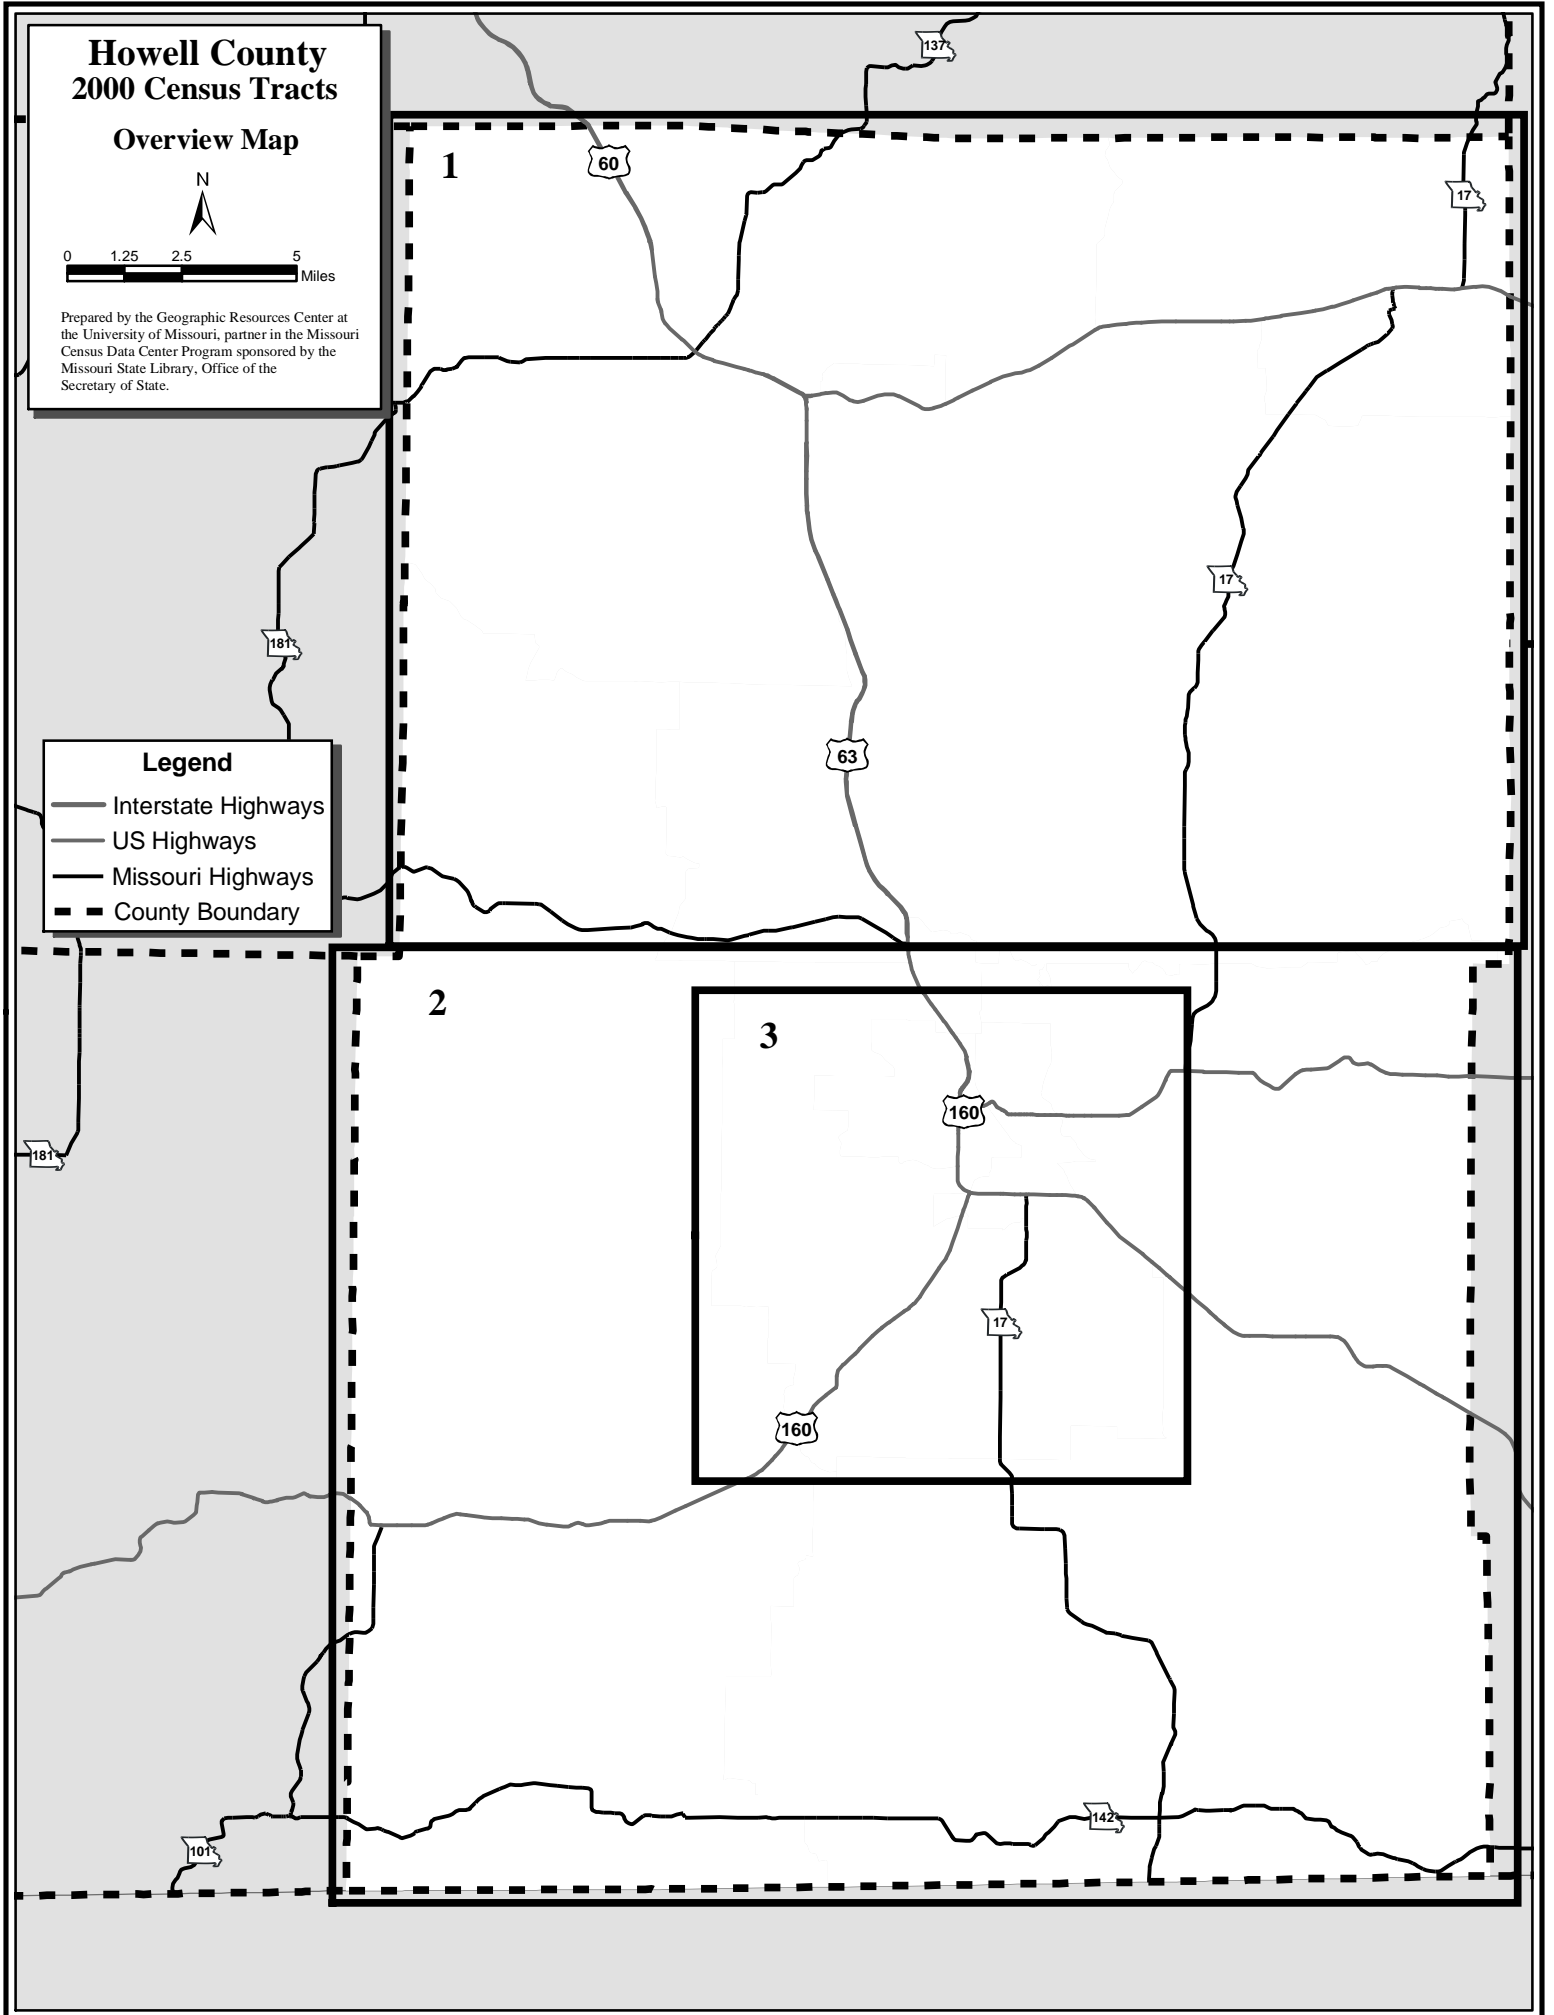 Howell County
2000 Census Tracts
Overview Map
N
0 1.25 2.5 5
Miles
Prepared by the Geographic Resources Center at
the University of Missouri, partner in the Missouri
Census Data Center Program sponsored by the
Missouri State Library, Office of the
Secretary of State.
137
1
60
17
17
181
63
Legend
Interstate Highways
US Highways
Missouri Highways
County Boundary
2
3
160
181
17
160
142
101